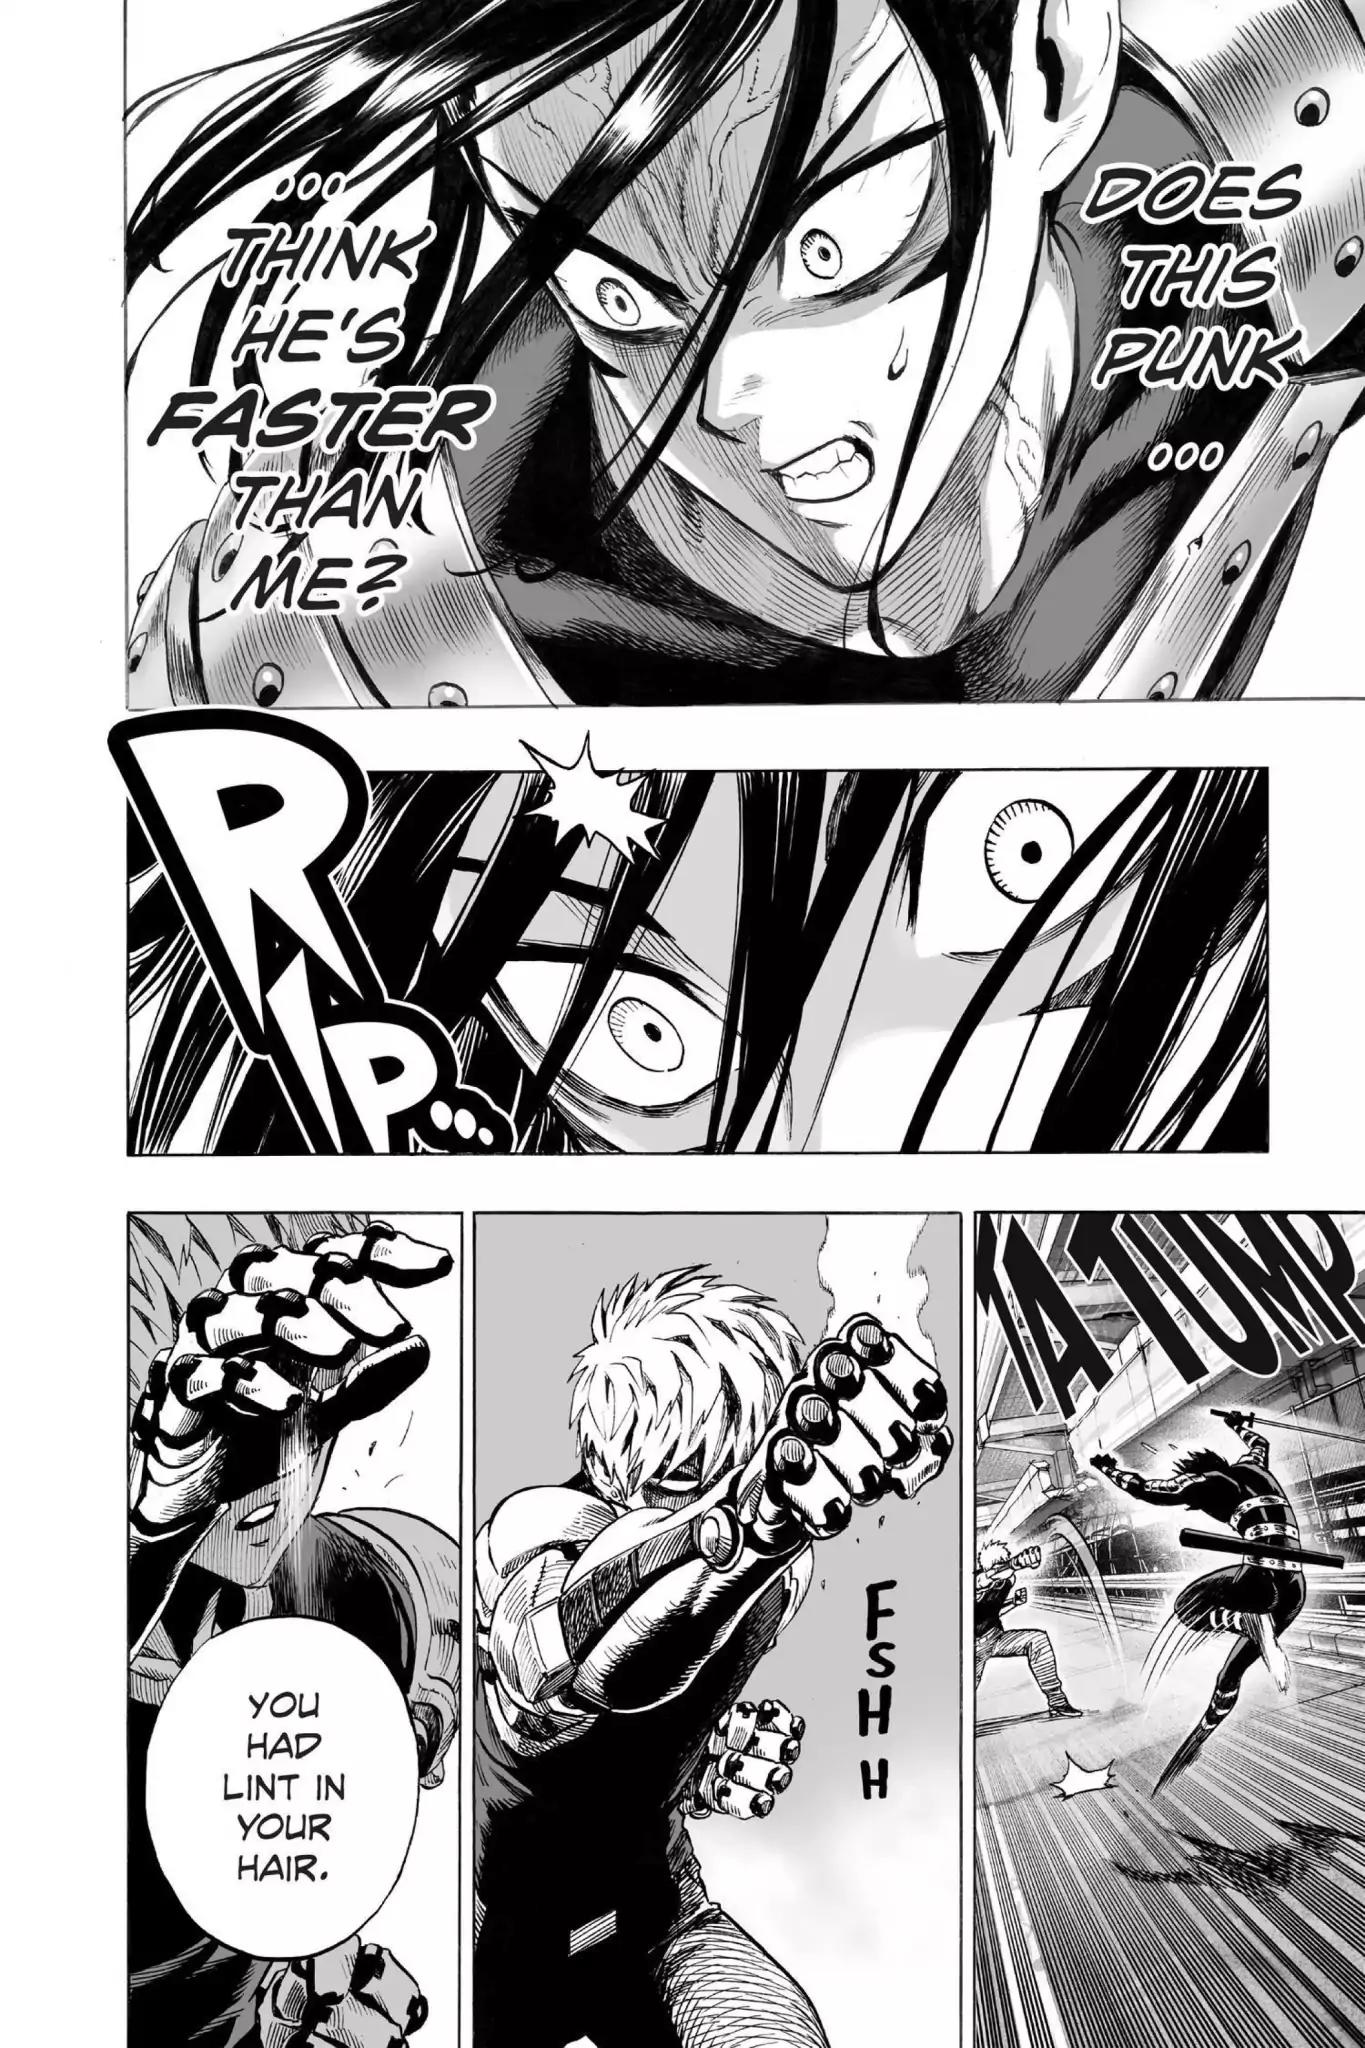 DOES
THIS
PUNK
...
...
THINK
HE'S
FASTER
THAN
ME?
RIP...
TA TUMP
FSHH
YOU
HAD
LINT IN
YOUR
HAIR.